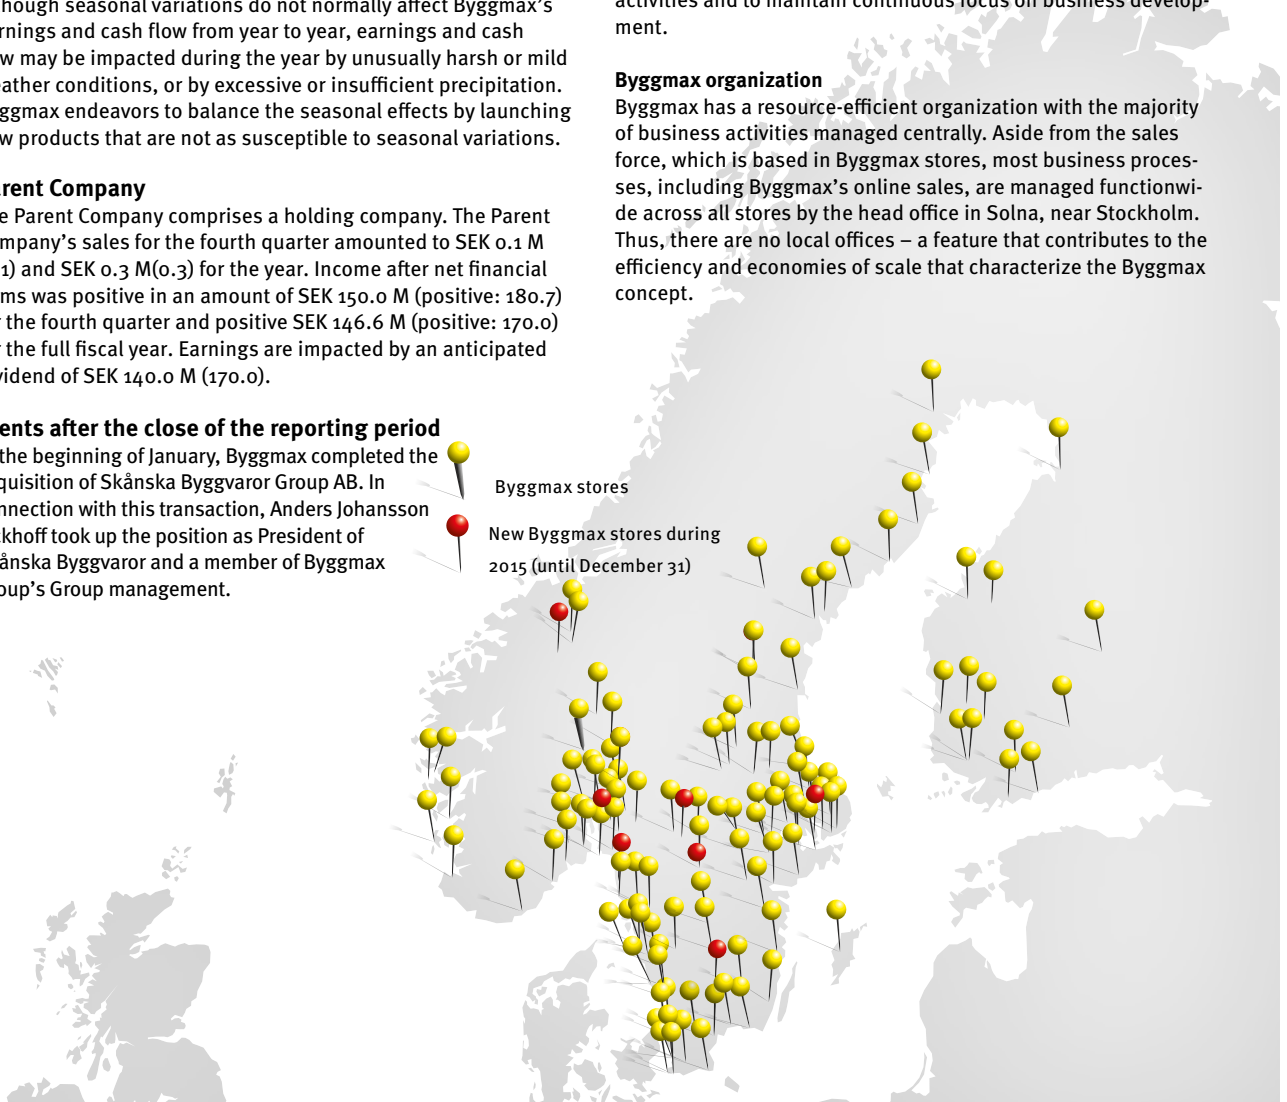 hough seasonal variations do not normally affect Byggmax's
rnings and cash flow from year to year, earnings and cash
w may be impacted during the year by unusually harsh or mild
eather conditions, or by excessive or insufficient precipitation.
ggmax endeavors to balance the seasonal effects by launching
w products that are not as susceptible to seasonal variations.
rent Company
e Parent Company comprises a holding company. The Parent
mpany's sales for the fourth quarter amounted to SEK 0.1 M
1) and SEK 0.3 M(0.3) for the year. Income after net financial
ms was positive in an amount of SEK 150.0 M (positive: 180.7)
r the fourth quarter and positive SEK 146.6 M (positive: 170.0)
r the full fiscal year. Earnings are impacted by an anticipated
vidend of SEK 140.0 M (170.0).
ents after the close of the reporting period
the beginning of January, Byggmax completed the
quisition of Skånska Byggvaror Group AB. In
nnection with this transaction, Anders Johansson
ckhoff took up the position as President of
ånska Byggvaror and a member of Byggmax
oup's Group management.
activities and to maintain continuous focus on business develop-
ment.
Byggmax organization
Byggmax has a resource-efficient organization with the majority
of business activities managed centrally. Aside from the sales
force, which is based in Byggmax stores, most business proces-
ses, including Byggmax's online sales, are managed functionwi-
de across all stores by the head office in Solna, near Stockholm.
Thus, there are no local offices – a feature that contributes to the
efficiency and economies of scale that characterize the Byggmax
concept.
Byggmax stores
New Byggmax stores during
2015 (until December 31)